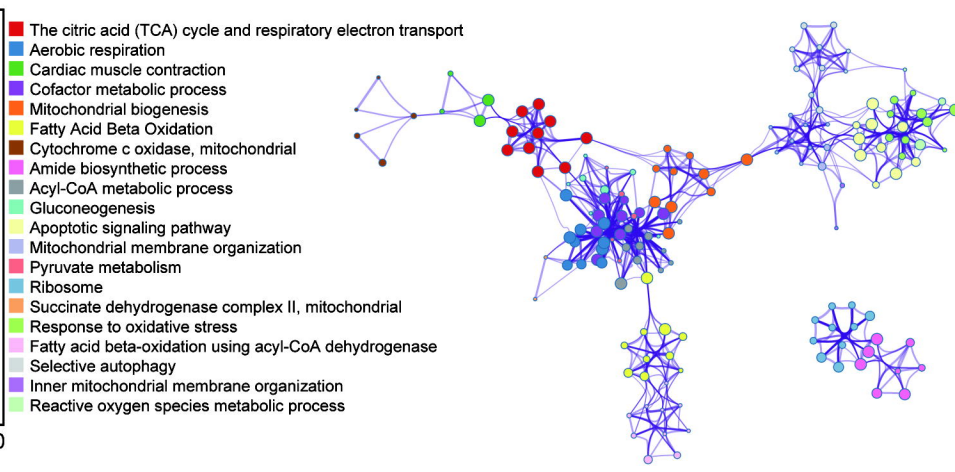 The citric acid (TCA) cycle and respiratory electron transport
Aerobic respiration
Cardiac muscle contraction
Cofactor metabolic process
Mitochondrial biogenesis
Fatty Acid Beta Oxidation
Cytochrome c oxidase, mitochondrial
Amide biosynthetic process
Acyl-CoA metabolic process
Gluconeogenesis
Apoptotic signaling pathway
Mitochondrial membrane organization
Pyruvate metabolism
Ribosome
Succinate dehydrogenase complex II, mitochondrial
Response to oxidative stress
Fatty acid beta-oxidation using acyl-CoA dehydrogenase
Selective autophagy
Inner mitochondrial membrane organization
Reactive oxygen species metabolic process